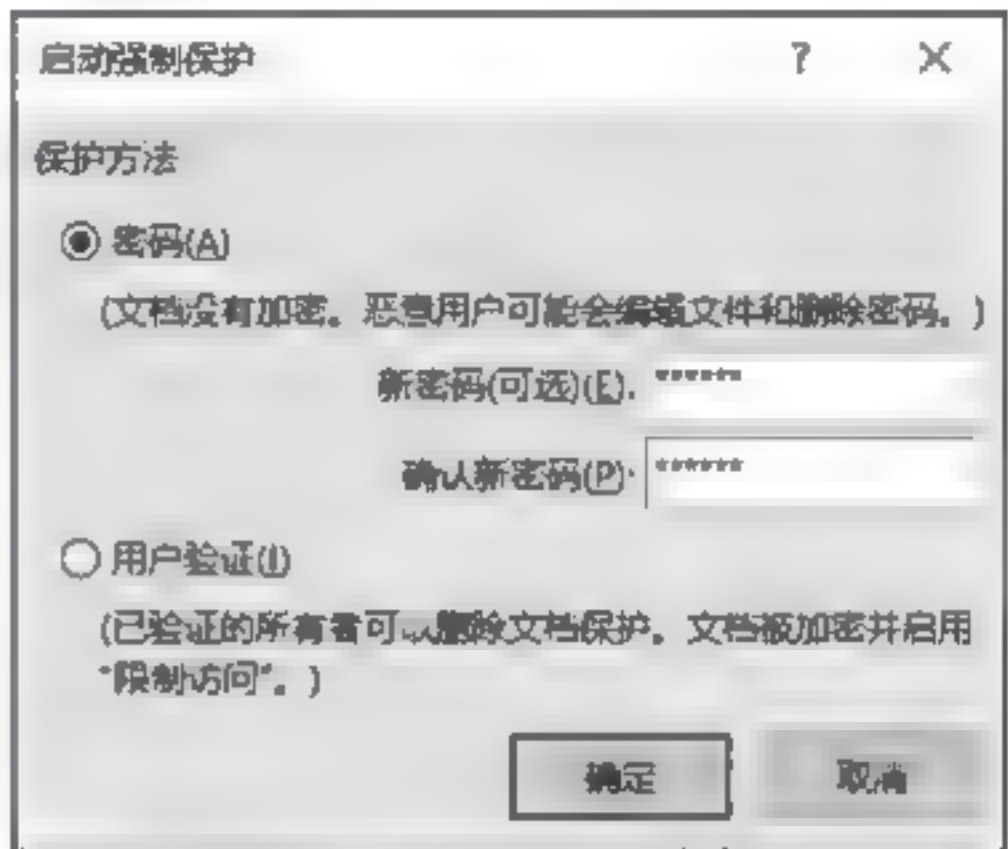 启动强制保护 ? X
保护方法
密码(A)
(文档没有加密。恶意用户可能会编辑文件和删除密码。)
新密码(可选)(E): ******
确认新密码(P): ******
用户验证(I)
(已验证的所有者可以删除文档保护。文档被加密并启用
“限制访问”。)
确定 取消